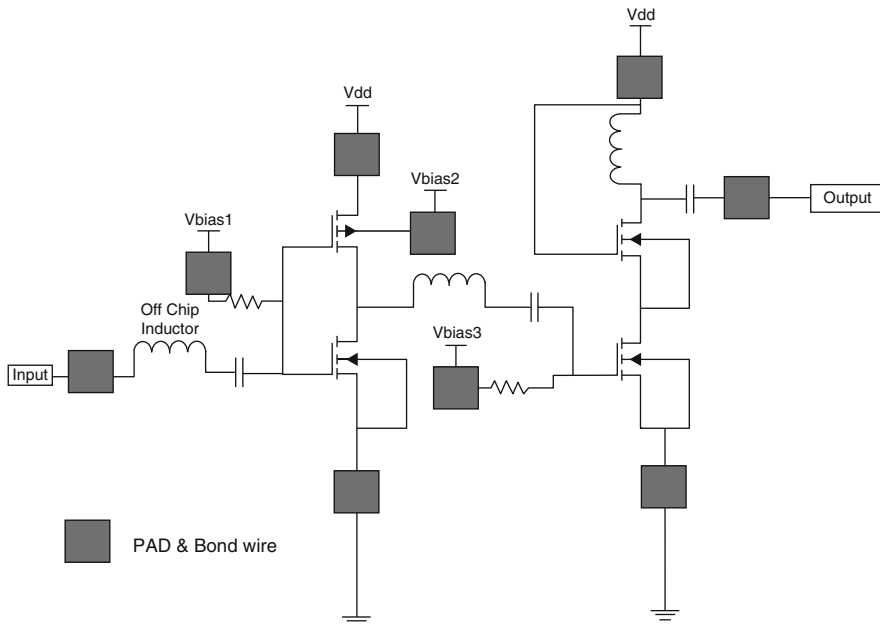 Vdd
Vdd
Vbias2
Vbias1
Output
Off Chip
Inductor
Vbias3
Input
PAD & Bond wire